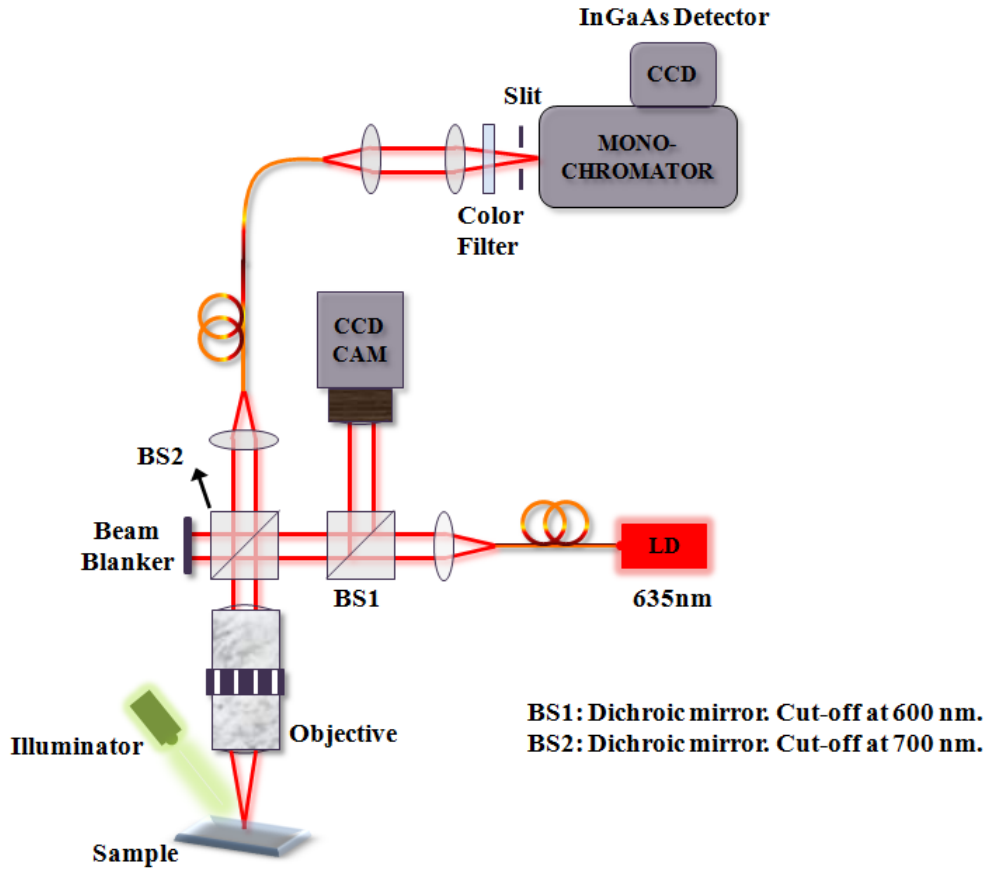 InGaAs Detector
CCD
Slit
MONO-
CHROMATOR
Color
Filter
CCD
CAM
BS2
Beam
Blanker
BS1
LD
635nm
Illuminator
Objective
BS1: Dichroic mirror. Cut-off at 600 nm.
BS2: Dichroic mirror. Cut-off at 700 nm.
Sample